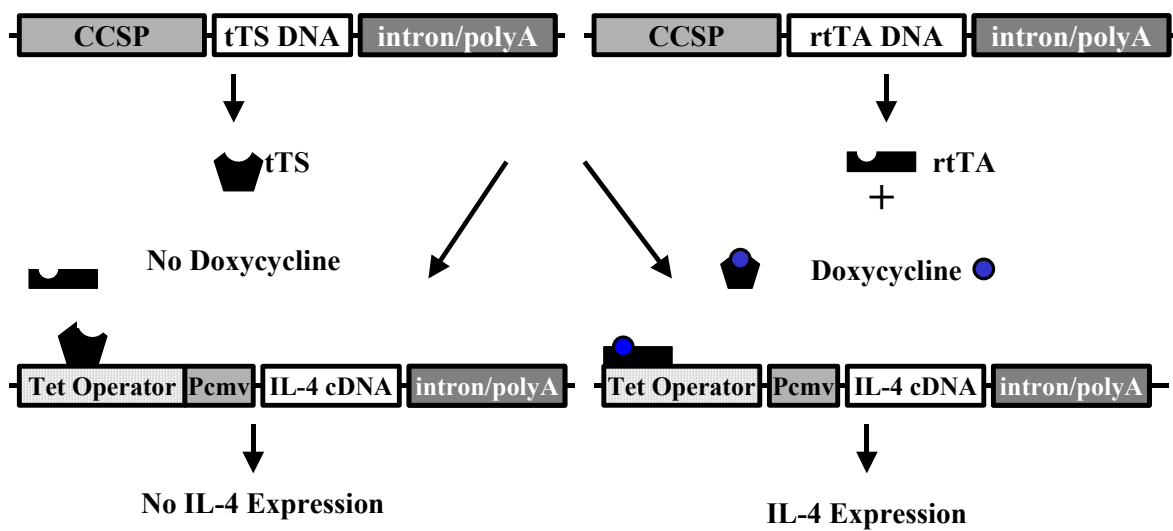 CCSP tTS DNA intron/polyA
CCSP rtTA DNA intron/polyA
tTS
rtTA
+
No Doxycycline
Doxycycline
Tet Operator Pcmv IL-4 cDNA intron/polyA
Tet Operator Pcmv IL-4 cDNA intron/polyA
No IL-4 Expression
IL-4 Expression